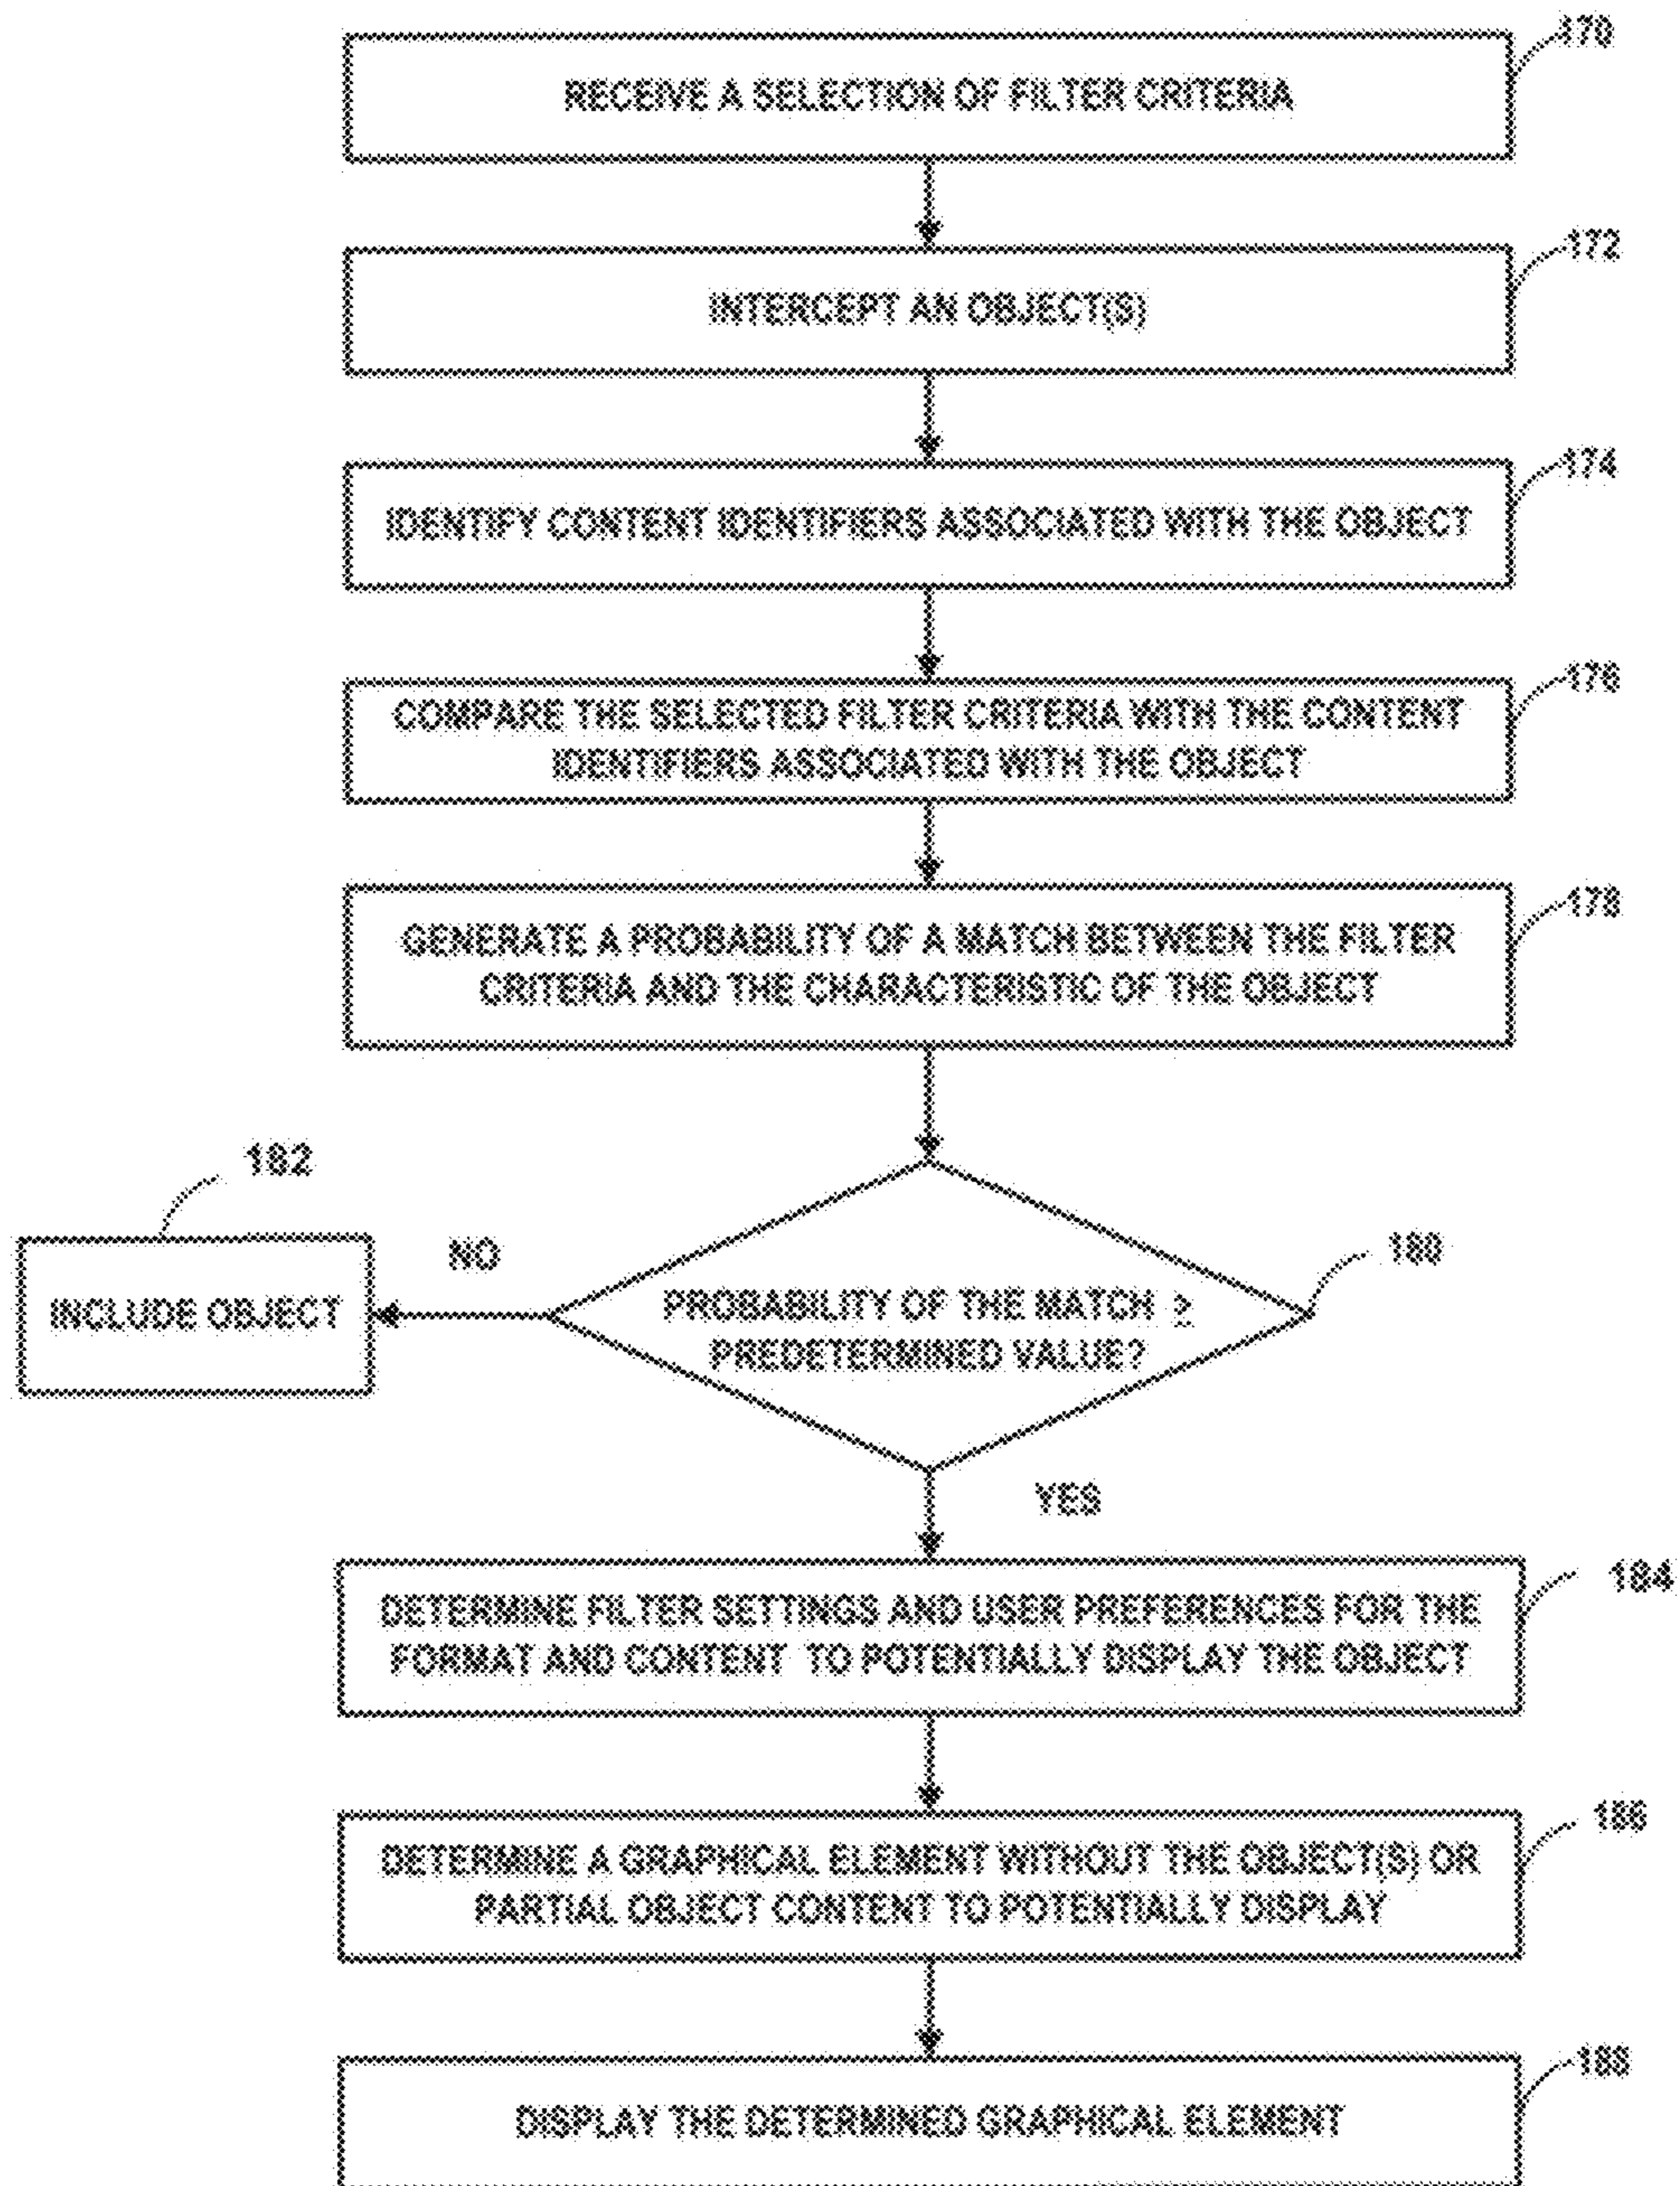 170
RECEIVE A SELECTION OF FILTER CRITERIA
172
INTERCEPT AN OBJECT(S)
174
IDENTIFY CONTENT IDENTIFIERS ASSOCIATED WITH THE OBJECT
176
COMPARE THE SELECTED FILTER CRITERIA WITH THE CONTENT
IDENTIFIERS ASSOCIATED WITH THE OBJECT
178
GENERATE A PROBABILITY OF A MATCH BETWEEN THE FILTER
CRITERIA AND THE CHARACTERISTIC OF THE OBJECT
182
INCLUDE OBJECT
NO
180
PROBABILITY OF THE MATCH ≥
PREDETERMINED VALUE?
YES
184
DETERMINE FILTER SETTINGS AND USER PREFERENCES FOR THE
FORMAT AND CONTENT TO POTENTIALLY DISPLAY THE OBJECT
186
DETERMINE A GRAPHICAL ELEMENT WITHOUT THE OBJECT(S) OR
PARTIAL OBJECT CONTENT TO POTENTIALLY DISPLAY
188
DISPLAY THE DETERMINED GRAPHICAL ELEMENT